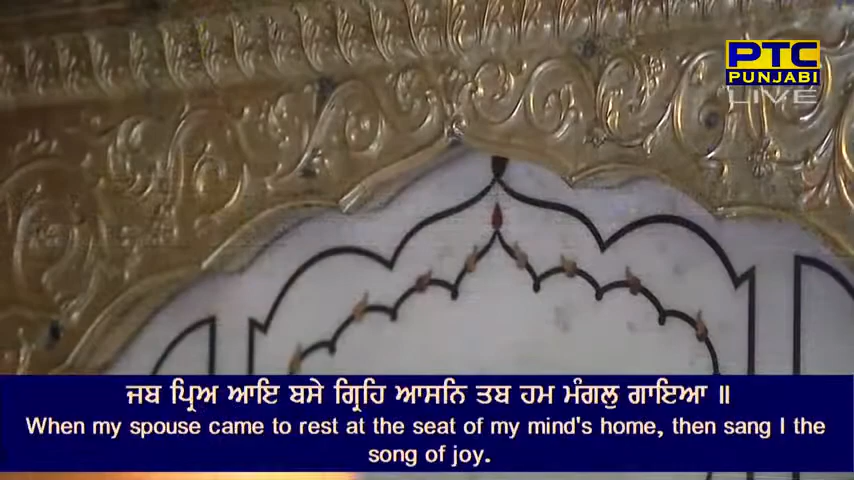 PTC
PUNJABI
LIVE
ਜਬ ਪ੍ਰਿਅ ਆਇ ਬਸੇ ਗ੍ਰਿਹਿ ਆਸਨਿ ਤਬ ਹਮ ਮੰਗਲੁ ਗਾਇਆ ॥
When my spouse came to rest at the seat of my mind's home, then sang I the
song of joy.